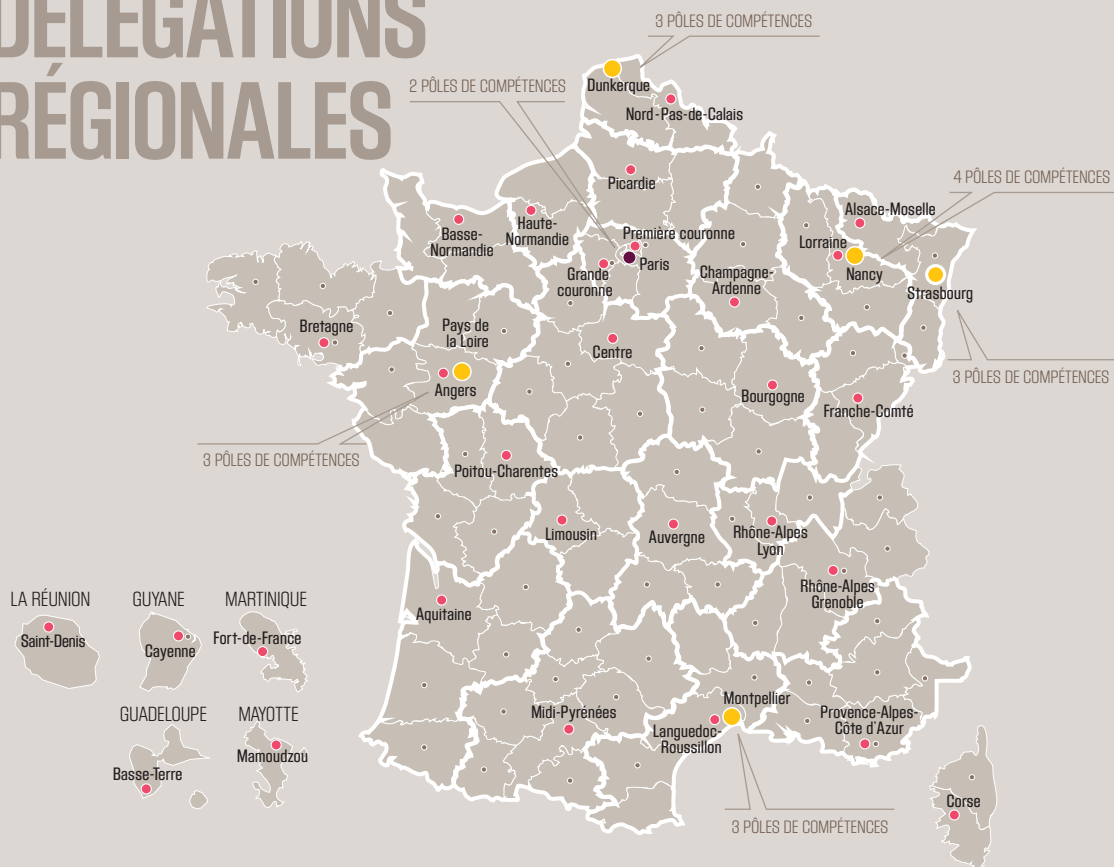 DÉLÉGATIONS
RÉGIONALES
3 PÔLES DE COMPÉTENCES
2 PÔLES DE COMPÉTENCES
Dunkerque
Nord-Pas-de-Calais
Picardie
4 PÔLES DE COMPÉTENCES
Alsace-Moselle
Basse-
Normandie
Haute-
Normandie
Première couronne
Lorraine
Paris
Grande
couronne
Champagne-
Ardenne
Nancy
Strasbourg
Bretagne
Pays de
la Loire
Centre
3 PÔLES DE COMPÉTENCES
Angers
Bourgogne
Franche-Comté
3 PÔLES DE COMPÉTENCES
Poitou-Charentes
Limousin
Auvergne
Rhône-Alpes
Lyon
Rhône-Alpes
Grenoble
Aquitaine
LA RÉUNION
Saint-Denis
GUYANE
Cayenne
MARTINIQUE
Fort-de-France
GUADELOUPE
Basse-Terre
MAYOTTE
Mamoudzou
Midi-Pyrénées
Montpellier
Languedoc-
Roussillon
Provence-Alpes-
Côte d'Azur
Corse
3 PÔLES DE COMPÉTENCES